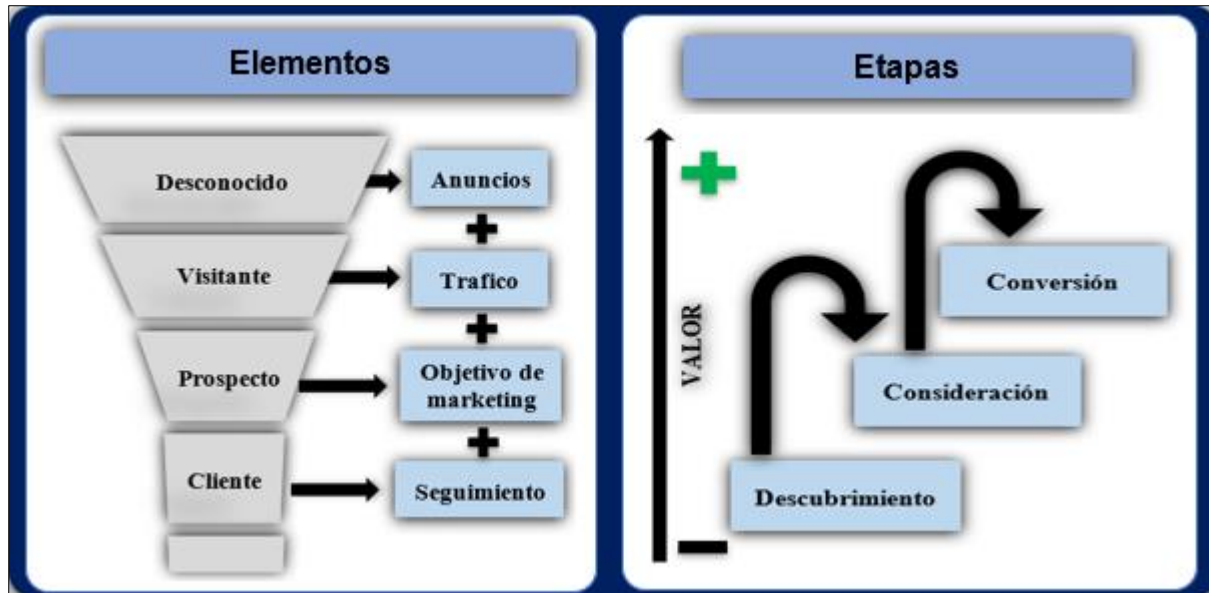 Elementos
Desconocido
Anuncios
Visitante
Trafico
Prospecto
Objetivo de
marketing
Cliente
Seguimiento
Etapas
VALOR
Conversión
Consideración
Descubrimiento